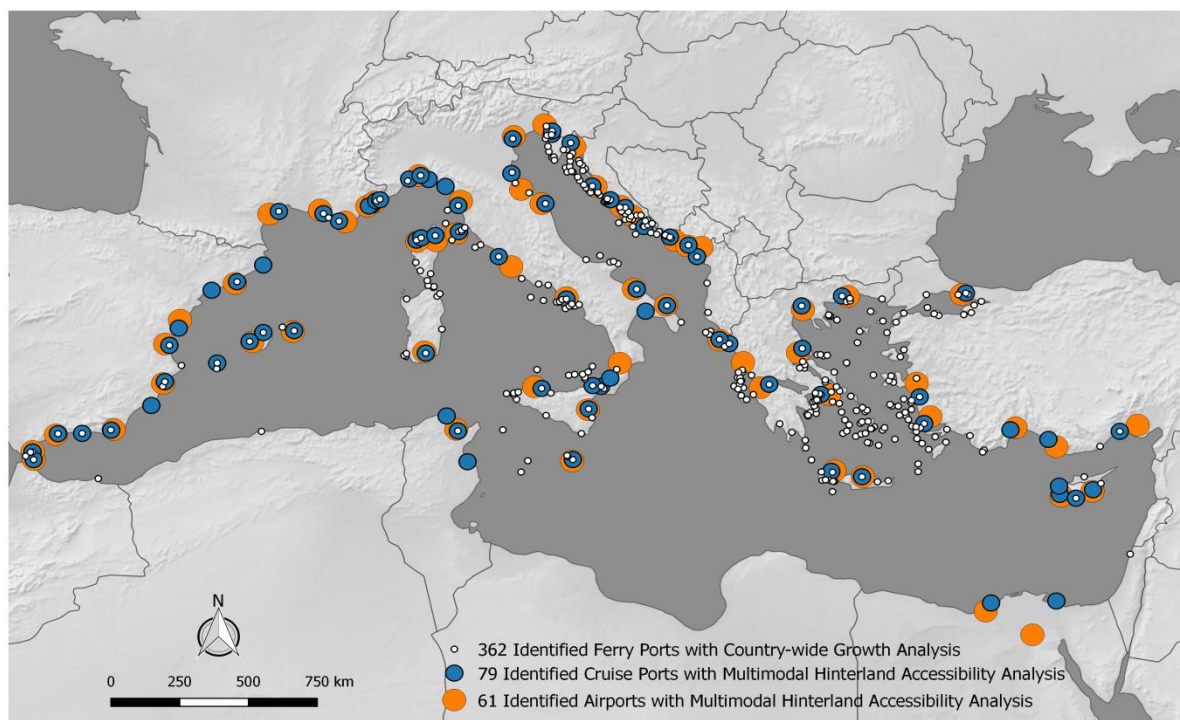 N
0 250 500 750 km
362 Identified Ferry Ports with Country-wide Growth Analysis
79 Identified Cruise Ports with Multimodal Hinterland Accessibility Analysis
61 Identified Airports with Multimodal Hinterland Accessibility Analysis